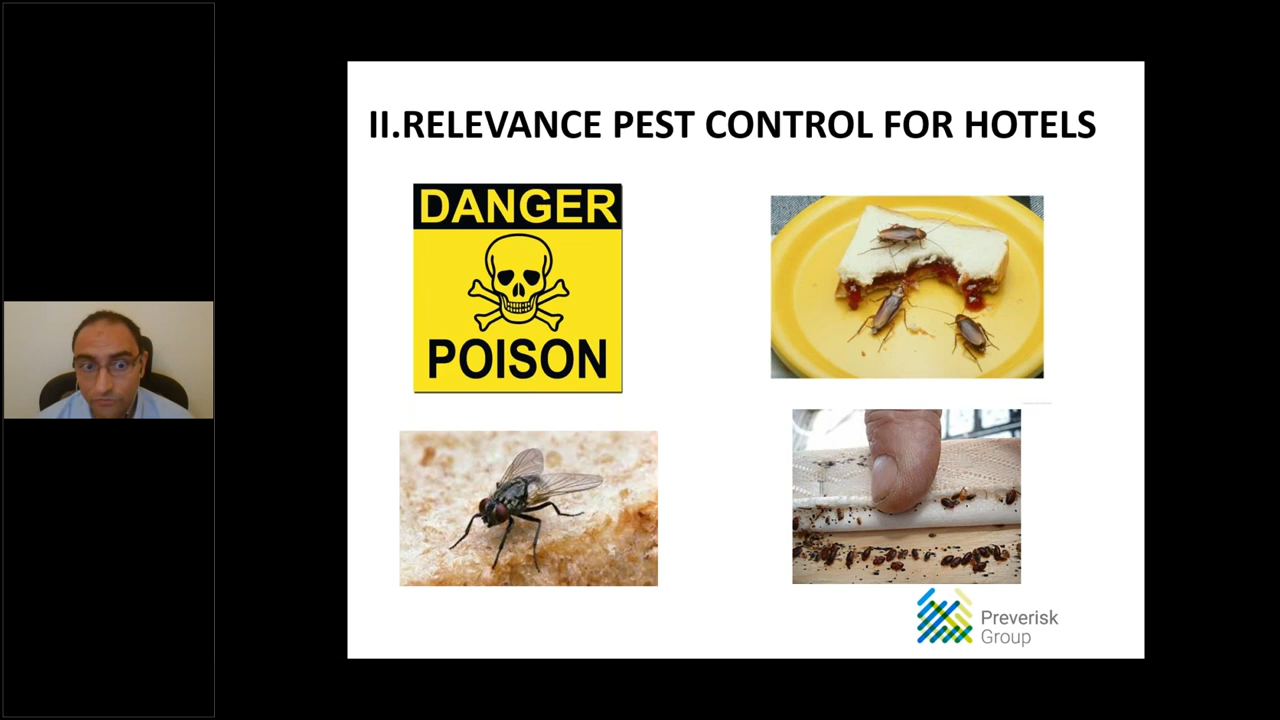 II.RELEVANCE PEST CONTROL FOR HOTELS
DANGER
POISON
Preverisk
Group